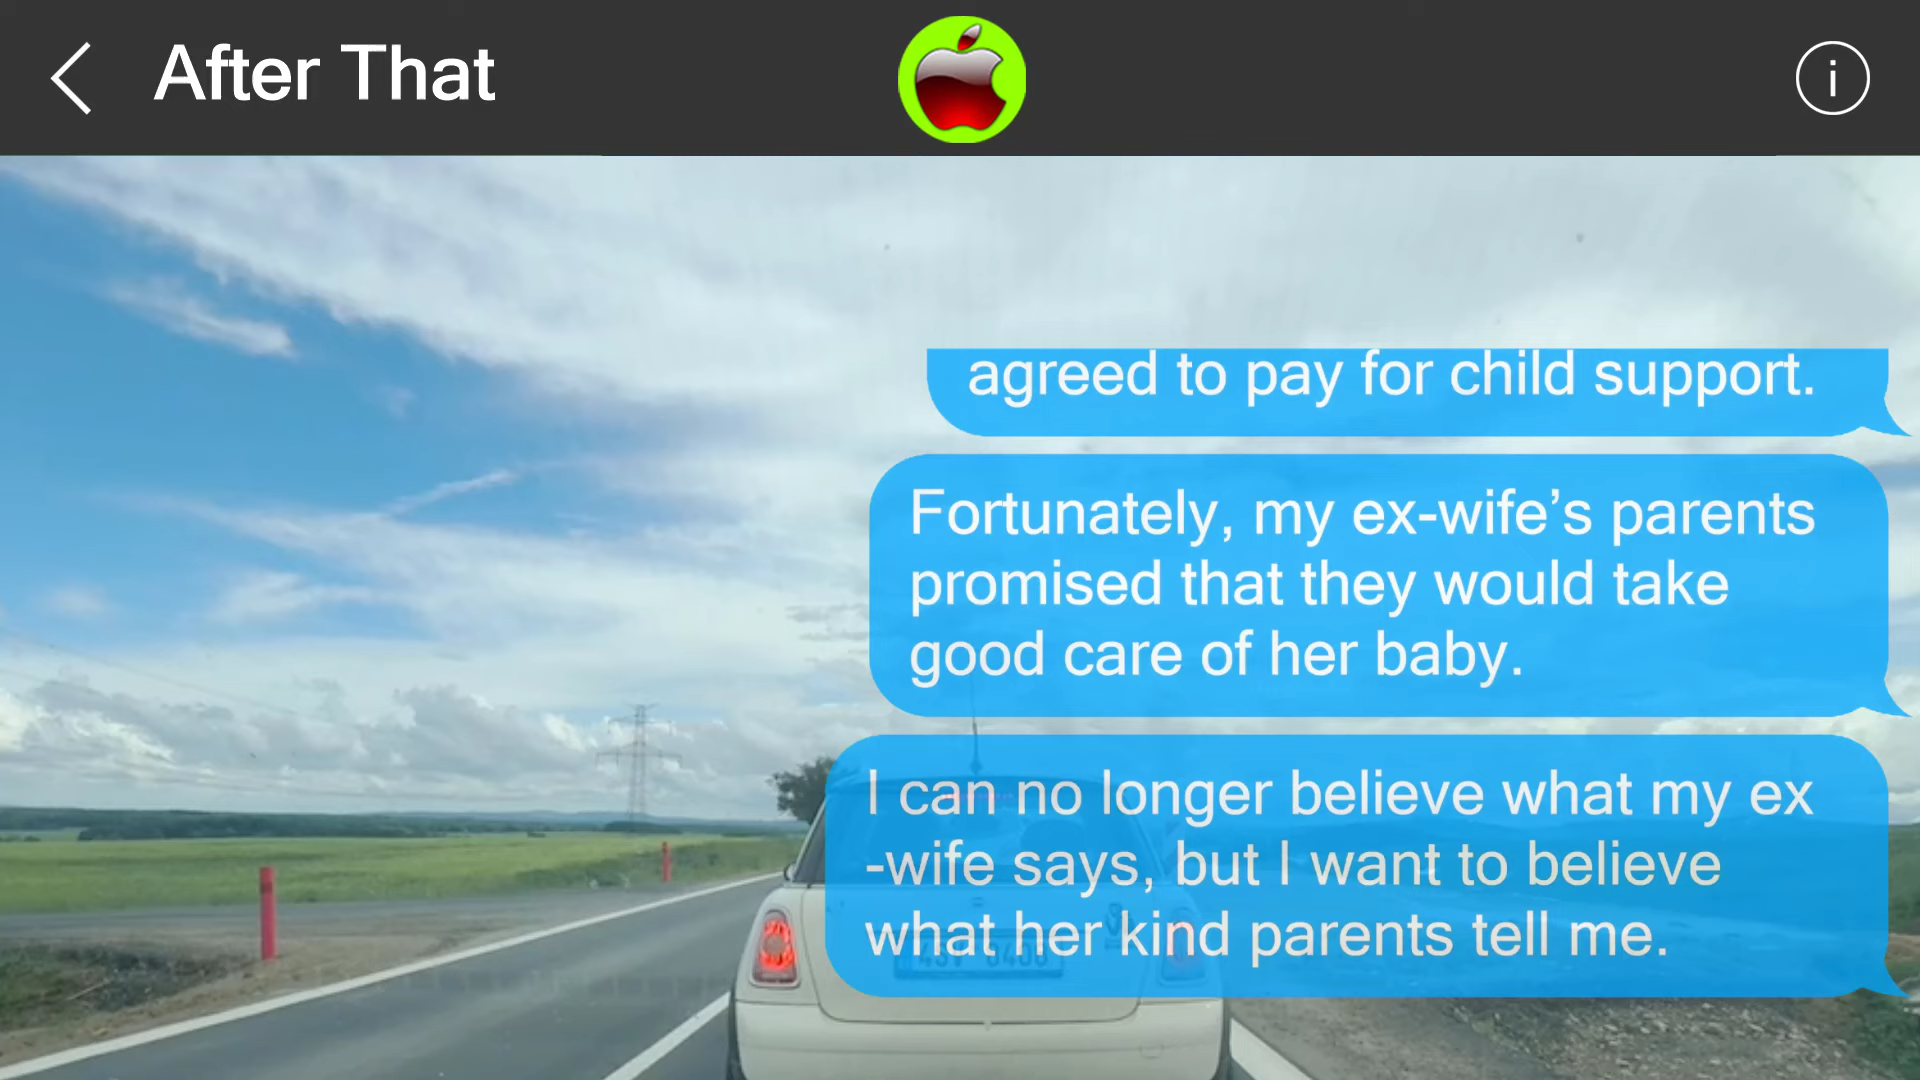 After That
agreed to pay for child support.
Fortunately, my ex-wife’s parents
promised that they would take
good care of her baby.
I can no longer believe what my ex
-wife says, but I want to believe
what her kind parents tell me.